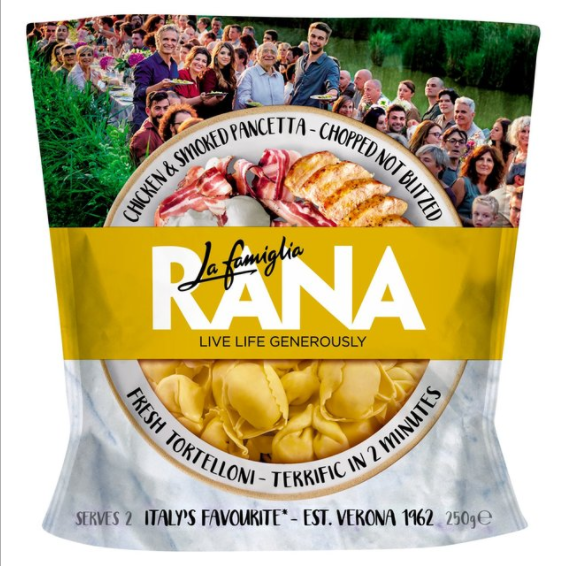 CHICKEN & SMOKED PANCETTA - CHOPPED NOT BLITZED
La famiglia
RANA
LIVE LIFE GENEROUSLY
FRESH TORTELLONI - TERRIFIC IN 2 MINUTES
SERVES 2 ITALY'S FAVOURITE* - EST. VERONA 1962 250g℮